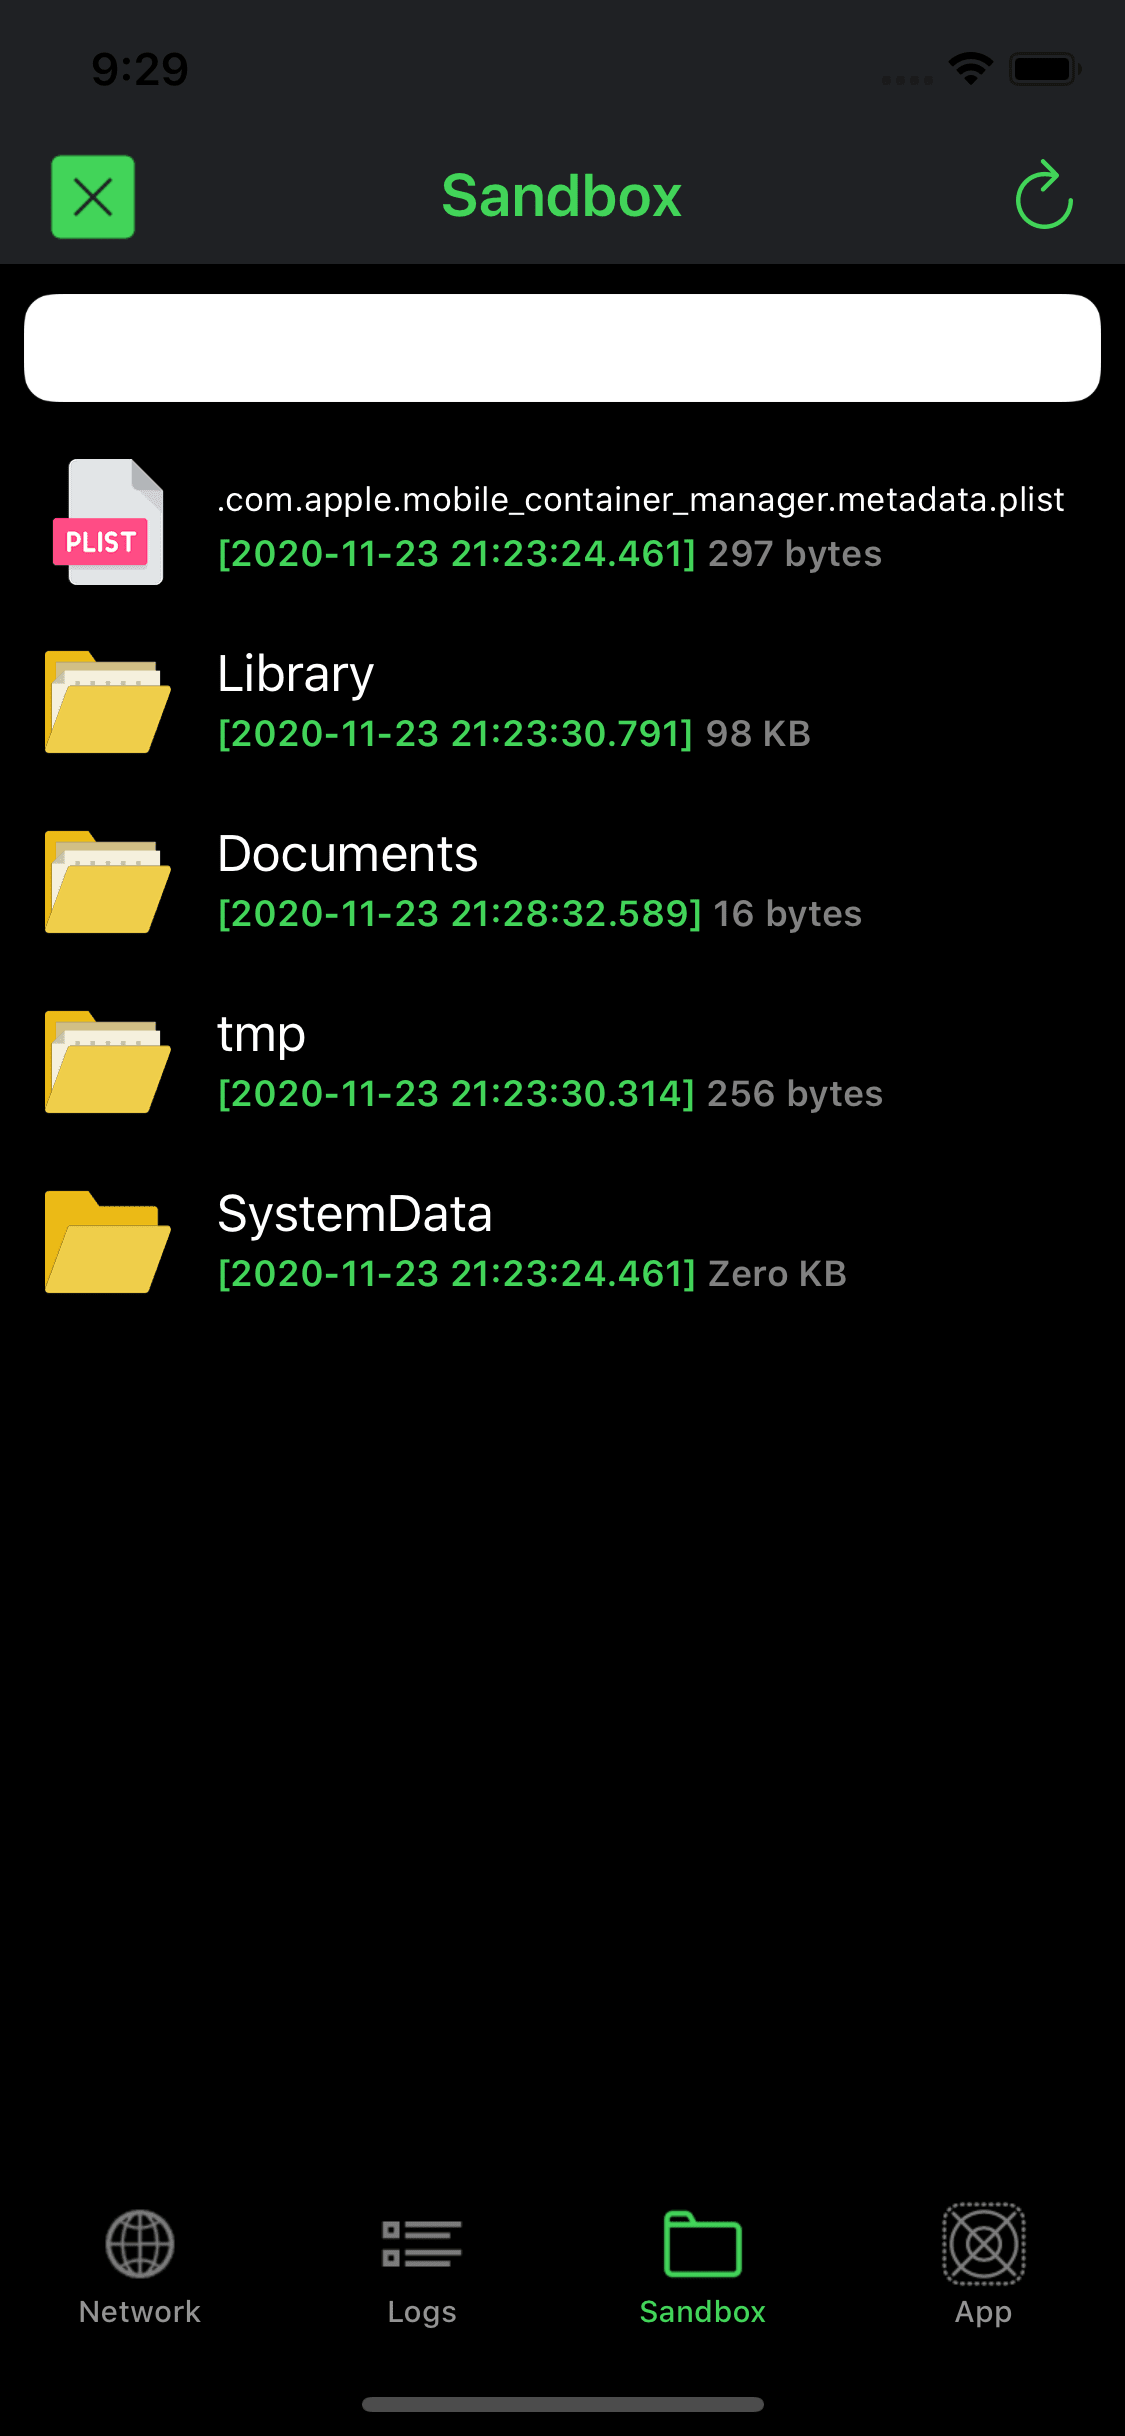 9:29
Sandbox
.com.apple.mobile_container_manager.metadata.plist
PLIST
[2020-11-23 21:23:24.461] 297 bytes
Library
[2020-11-23 21:23:30.791] 98 KB
Documents
[2020-11-23 21:28:32.589] 16 bytes
tmp
[2020-11-23 21:23:30.314] 256 bytes
SystemData
[2020-11-23 21:23:24.461] Zero KB
Network
Logs
Sandbox
App